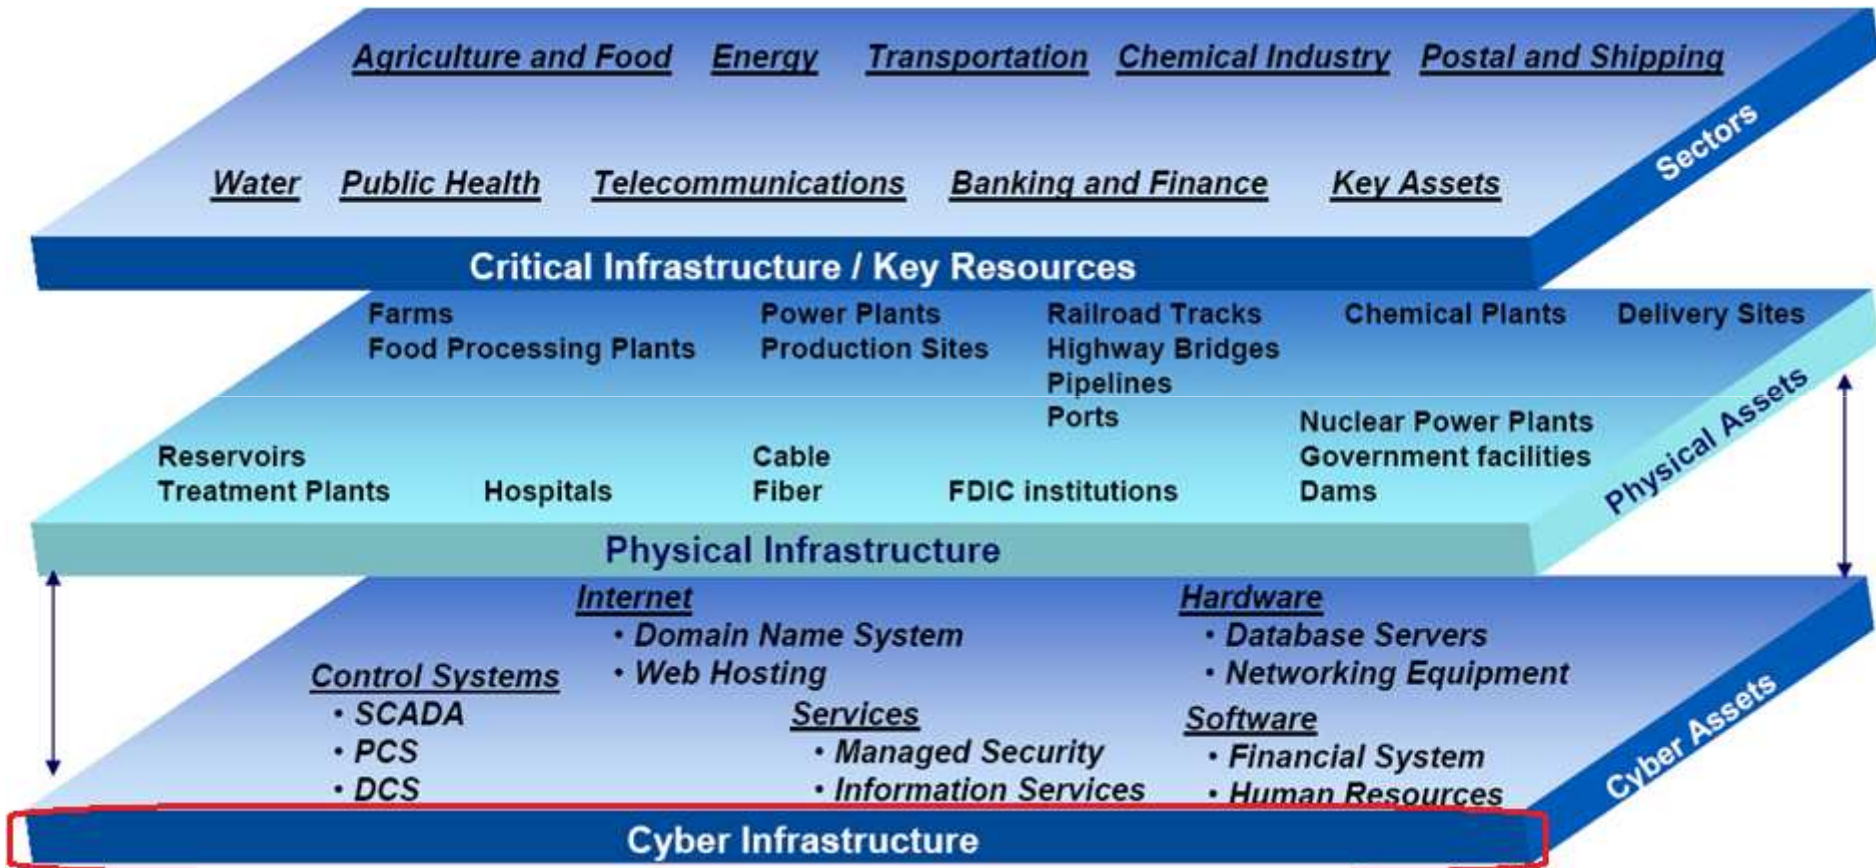 Agriculture and Food Energy Transportation Chemical Industry Postal and Shipping
Water Public Health Telecommunications Banking and Finance Key Assets
Sectors
Critical Infrastructure / Key Resources
Farms Power Plants Railroad Tracks Chemical Plants Delivery Sites
Food Processing Plants Production Sites Highway Bridges
Pipelines
Ports
Nuclear Power Plants
Reservoirs Cable Government facilities
Treatment Plants Hospitals Fiber FDIC institutions Dams
Physical Assets
Physical Infrastructure
Internet Hardware
• Domain Name System • Database Servers
Control Systems • Web Hosting • Networking Equipment
• SCADA Services Software
• PCS • Managed Security • Financial System
• DCS • Information Services • Human Resources
Cyber Assets
Cyber Infrastructure